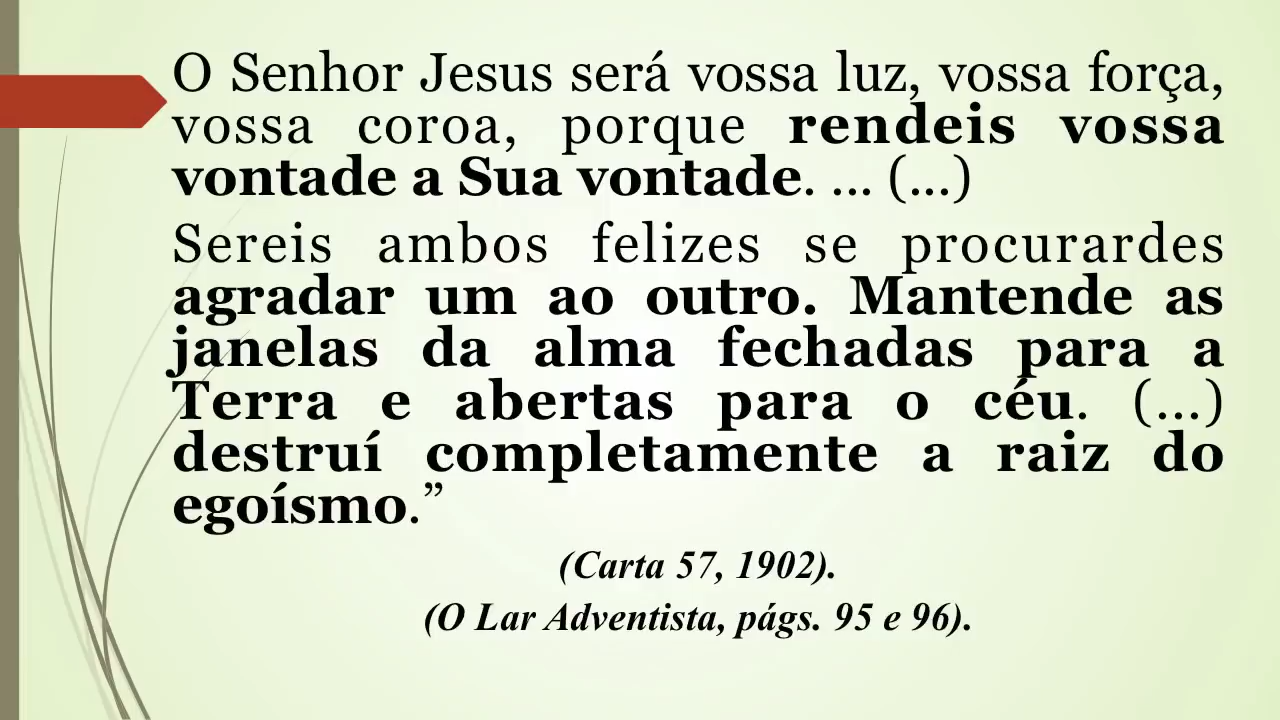 O Senhor Jesus será vossa luz, vossa força,
vossa coroa, porque rendeis vossa
vontade a Sua vontade. ... (...)
Sereis ambos felizes se procurardes
agradar um ao outro. Mantende as
janelas da alma fechadas para a
Terra e abertas para o céu. (...)
destruí completamente a raiz do
egoísmo.”
(Carta 57, 1902).
(O Lar Adventista, págs. 95 e 96).